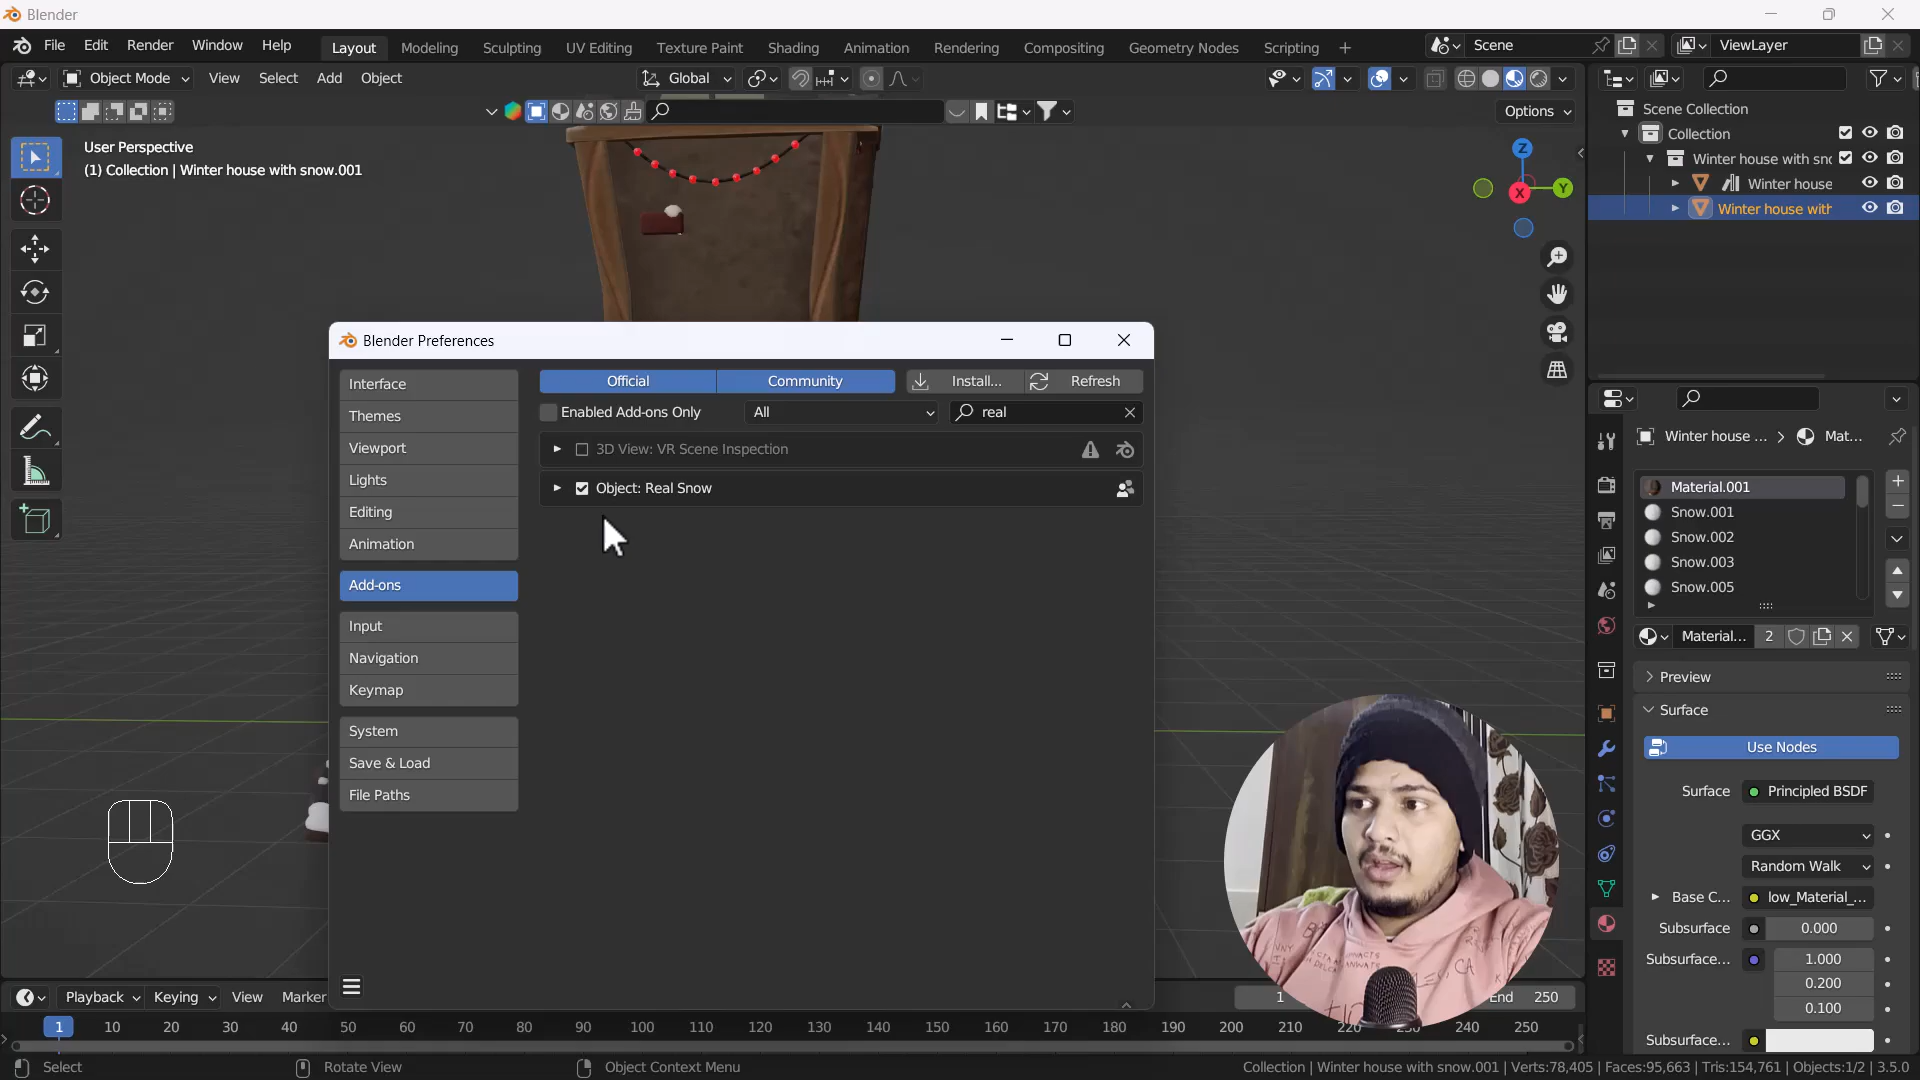 Blender
File Edit Render Window Help
Layout Modeling Sculpting UV Editing Texture Paint Shading Animation Rendering Compositing Geometry Nodes Scripting +
Scene
ViewLayer
Object Mode View Select Add Object
Global
Options
User Perspective
(1) Collection | Winter house with snow.001
Z
Y
X
Scene Collection
Collection
Winter house with sn
Winter house
Winter house with
Blender Preferences
Interface
Themes
Viewport
Lights
Editing
Animation
Add-ons
Input
Navigation
Keymap
System
Save & Load
File Paths
Official Community Install... Refresh
Enabled Add-ons Only All real
3D View: VR Scene Inspection
Object: Real Snow
Winter house ... > Mat...
Material.001
Snow.001
Snow.002
Snow.003
Snow.005
Material... 2
Preview
Surface
Use Nodes
Surface Principled BSDF
GGX
Random Walk
Base C... low_Material_...
Subsurface 0.000
Subsurface... 1.000
0.200
0.100
Subsurface...
Playback Keying View Marker
1
End 250
1 10 20 30 40 50 60 70 80 90 100 110 120 130 140 150 160 170 180 190 200 210 220 230 240 250
Select Rotate View Object Context Menu
Collection | Winter house with snow.001 | Verts:78,405 | Faces:95,663 | Tris:154,761 | Objects:1/2 | 3.5.0